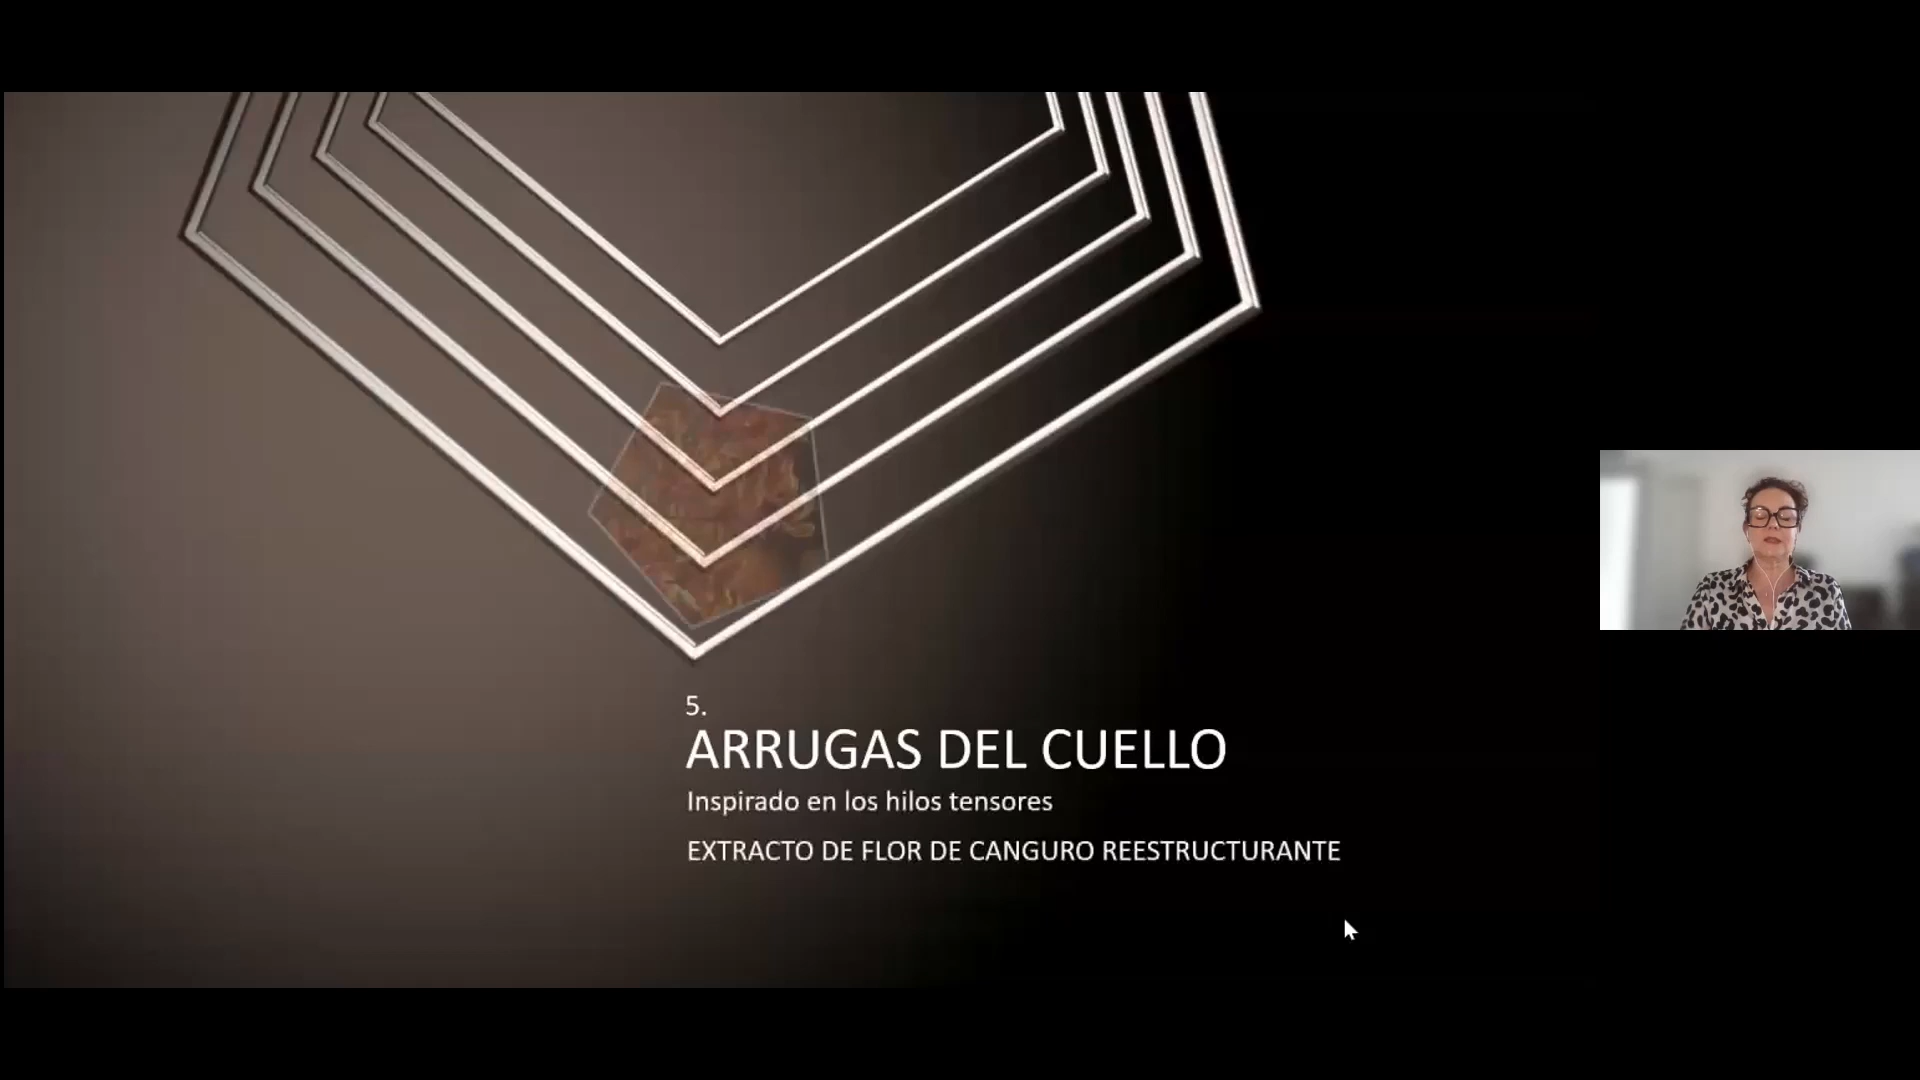 5.
ARRUGAS DEL CUELLO
Inspirado en los hilos tensores
EXTRACTO DE FLOR DE CANGURO REESTRUCTURANTE